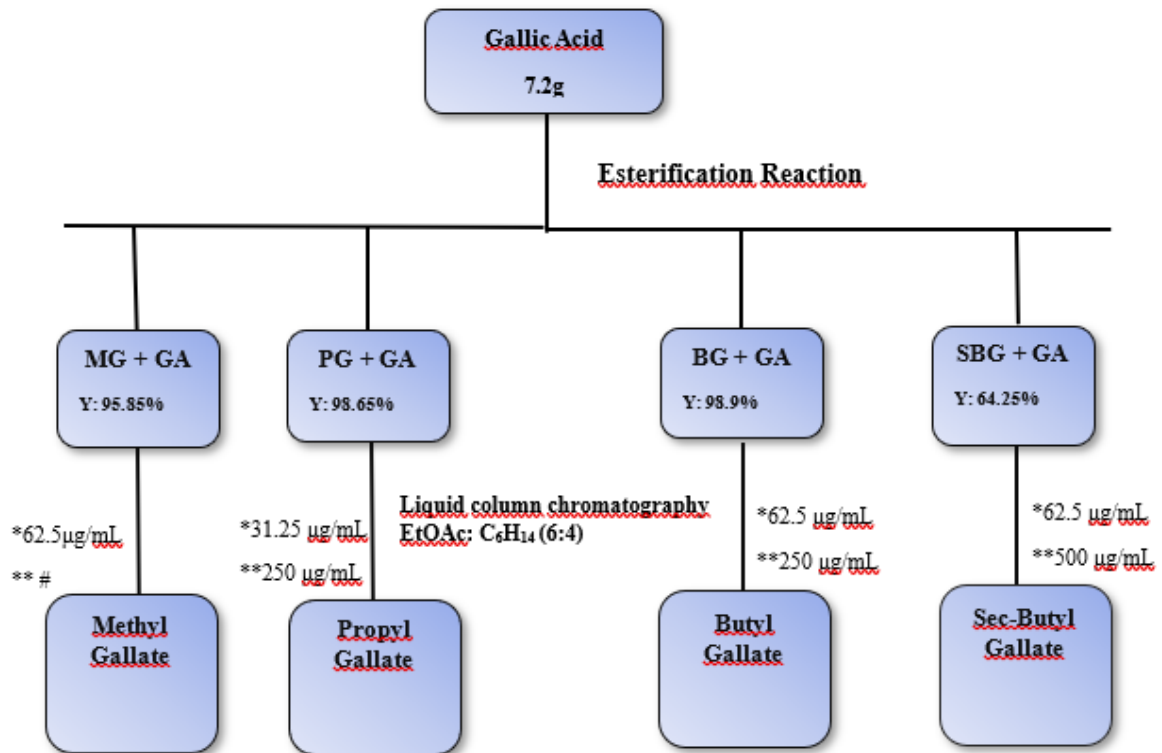 Gallic Acid
7.2g
Esterification Reaction
MG + GA
Y: 95.85%
PG + GA
Y: 98.65%
BG + GA
Y: 98.9%
SBG + GA
Y: 64.25%
*62.5µg/mL
** #
*31.25 µg/mL
**250 µg/mL
Liquid column chromatography
EtOAc: C₆H₁₄ (6:4)
*62.5 µg/mL
**250 µg/mL
*62.5 µg/mL
**500 µg/mL
Methyl
Gallate
Propyl
Gallate
Butyl
Gallate
Sec-Butyl
Gallate